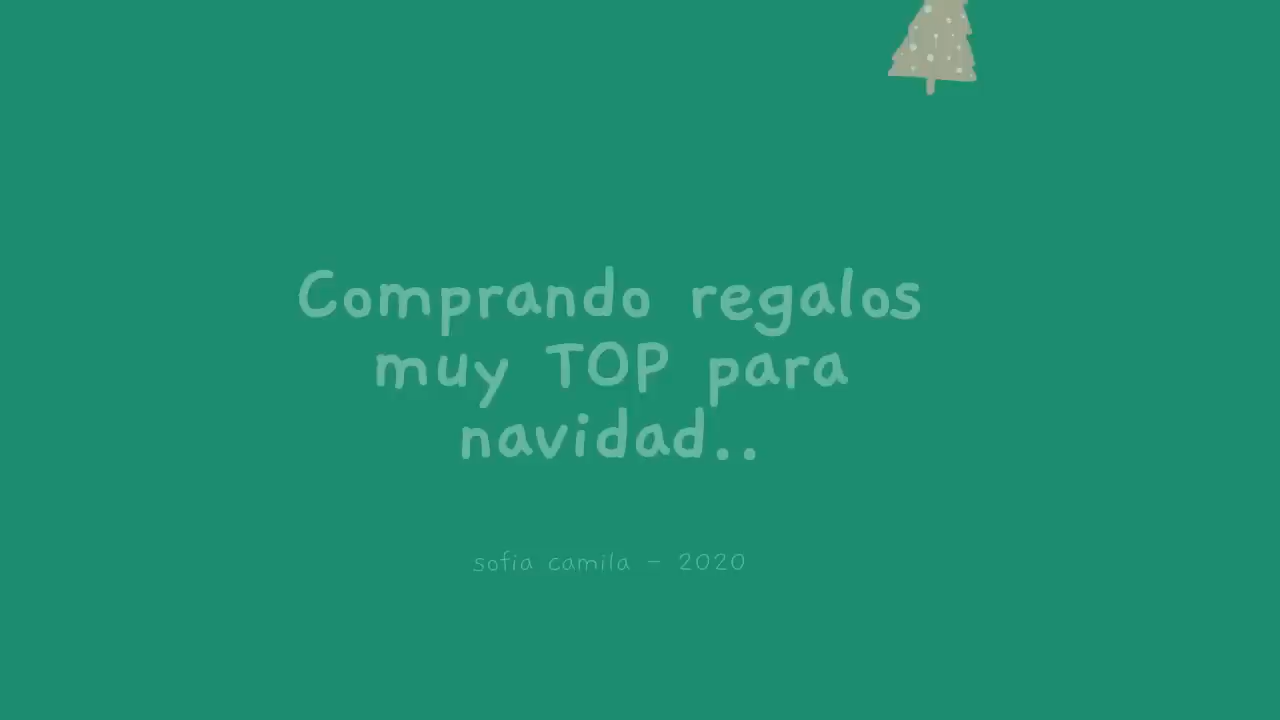 Comprando regalos
muy TOP para
navidad..
sofia camila - 2020